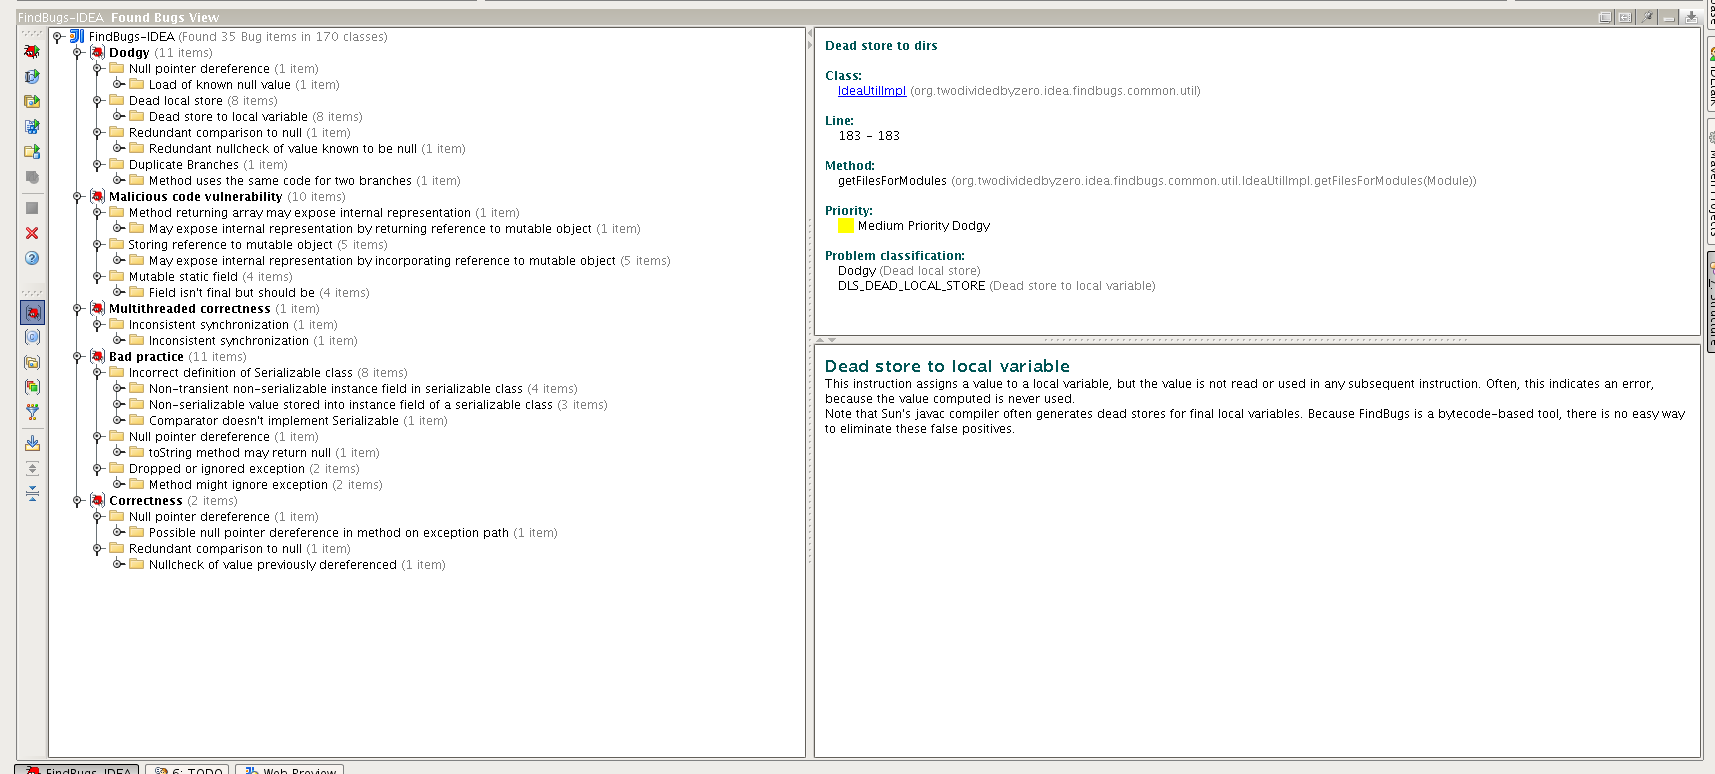 FindBugs-IDEA Found Bugs View
FindBugs-IDEA (Found 35 Bug items in 170 classes)
Dodgy (11 items)
Null pointer dereference (1 item)
Load of known null value (1 item)
Dead local store (8 items)
Dead store to local variable (8 items)
Redundant comparison to null (1 item)
Redundant nullcheck of value known to be null (1 item)
Duplicate Branches (1 item)
Method uses the same code for two branches (1 item)
Malicious code vulnerability (10 items)
Method returning array may expose internal representation (1 item)
May expose internal representation by returning reference to mutable object (1 item)
Storing reference to mutable object (5 items)
May expose internal representation by incorporating reference to mutable object (5 items)
Mutable static field (4 items)
Field isn't final but should be (4 items)
Multithreaded correctness (1 item)
Inconsistent synchronization (1 item)
Inconsistent synchronization (1 item)
Bad practice (11 items)
Incorrect definition of Serializable class (8 items)
Non-transient non-serializable instance field in serializable class (4 items)
Non-serializable value stored into instance field of a serializable class (3 items)
Comparator doesn't implement Serializable (1 item)
Null pointer dereference (1 item)
toString method may return null (1 item)
Dropped or ignored exception (2 items)
Method might ignore exception (2 items)
Correctness (2 items)
Null pointer dereference (1 item)
Possible null pointer dereference in method on exception path (1 item)
Redundant comparison to null (1 item)
Nullcheck of value previously dereferenced (1 item)
Dead store to dirs
Class:
IdeaUtilImpl (org.twodividedbyzero.idea.findbugs.common.util)
Line:
183 - 183
Method:
getFilesForModules (org.twodividedbyzero.idea.findbugs.common.util.IdeaUtilImpl.getFilesForModules(Module))
Priority:
Medium Priority Dodgy
Problem classification:
Dodgy (Dead local store)
DLS_DEAD_LOCAL_STORE (Dead store to local variable)
Dead store to local variable
This instruction assigns a value to a local variable, but the value is not read or used in any subsequent instruction. Often, this indicates an error,
because the value computed is never used.
Note that Sun's javac compiler often generates dead stores for final local variables. Because FindBugs is a bytecode-based tool, there is no easy way
to eliminate these false positives.
FindBugs-IDEA
6: TODO
Web Preview